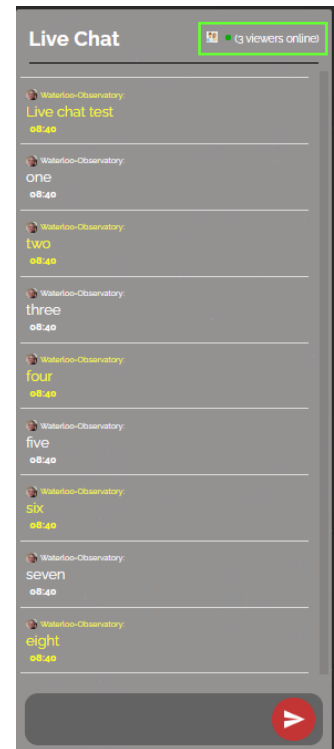 Live Chat
(3 viewers online)
Waterloo-Observatory:
Live chat test
08:40
Waterloo-Observatory:
one
08:40
Waterloo-Observatory:
two
08:40
Waterloo-Observatory:
three
08:40
Waterloo-Observatory:
four
08:40
Waterloo-Observatory:
five
08:40
Waterloo-Observatory:
six
08:40
Waterloo-Observatory:
seven
08:40
Waterloo-Observatory:
eight
08:40